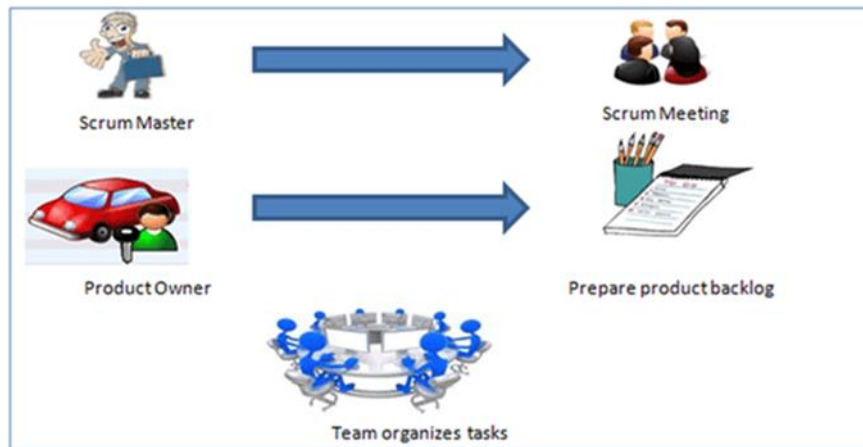 Scrum Master
Scrum Meeting
Product Owner
Prepare product backlog
Team organizes tasks